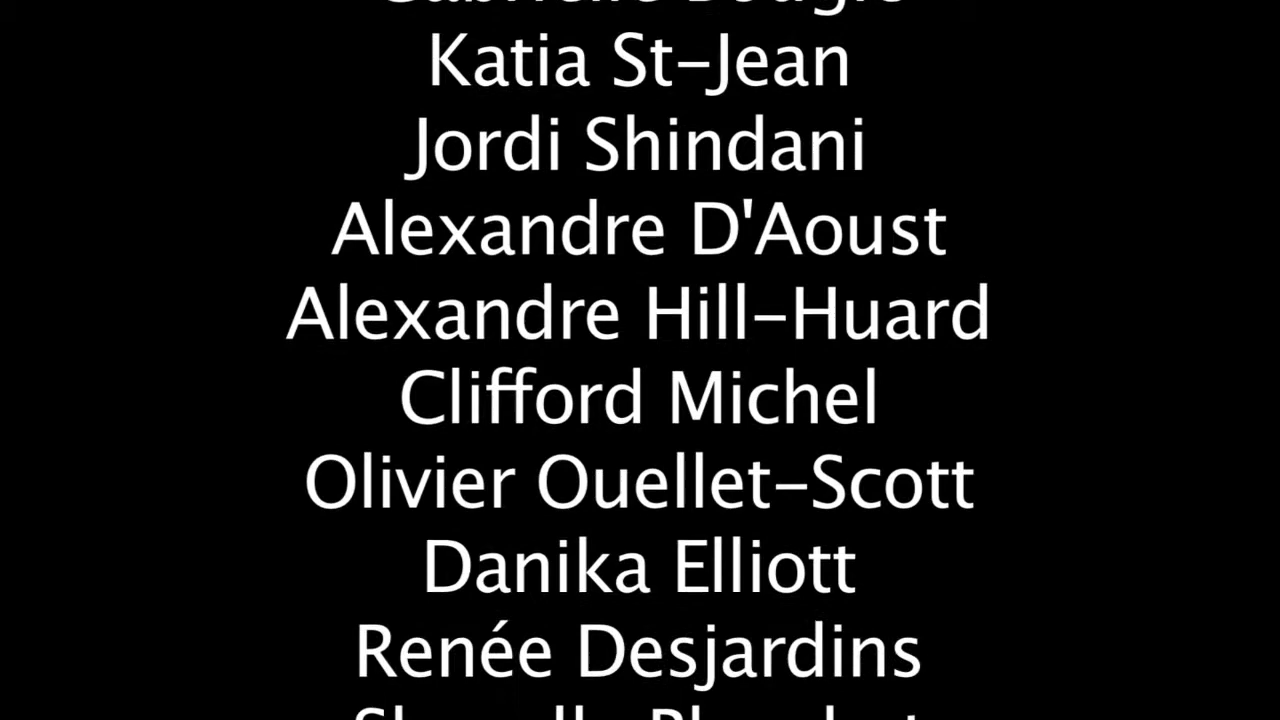 Katia St-Jean
Jordi Shindani
Alexandre D'Aoust
Alexandre Hill-Huard
Clifford Michel
Olivier Ouellet-Scott
Danika Elliott
Renée Desjardins